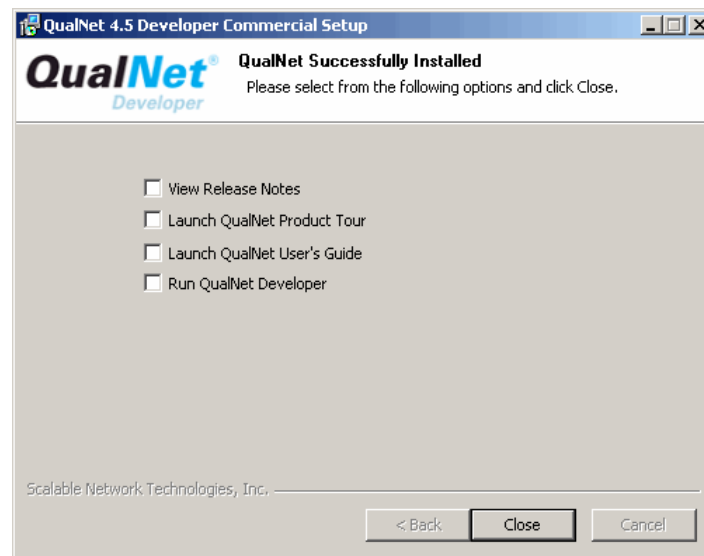 QualNet 4.5 Developer Commercial Setup
QualNet®
Developer
QualNet Successfully Installed
Please select from the following options and click Close.
View Release Notes
Launch QualNet Product Tour
Launch QualNet User's Guide
Run QualNet Developer
Scalable Network Technologies, Inc.
< Back
Close
Cancel